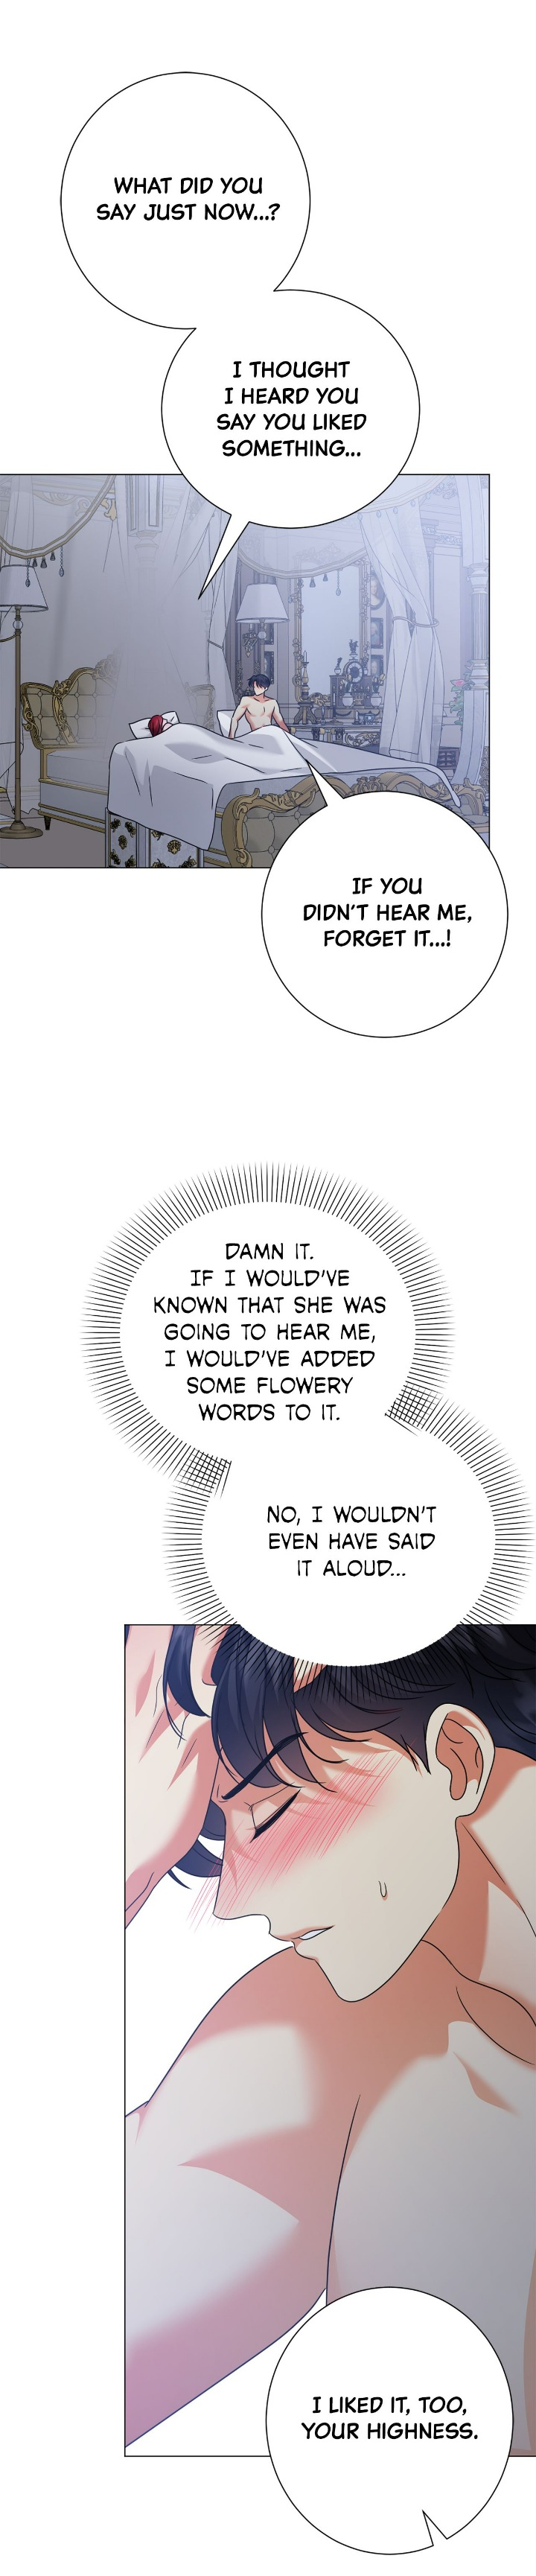 WHAT DID YOU
SAY JUST NOW...?
I THOUGHT
I HEARD YOU
SAY YOU LIKED
SOMETHING...
IF YOU
DIDN'T HEAR ME,
FORGET IT...!
DAMN IT.
IF I WOULD'VE
KNOWN THAT SHE WAS
GOING TO HEAR ME,
I WOULD'VE ADDED
SOME FLOWERY
WORDS TO IT.
NO, I WOULDN'T
EVEN HAVE SAID
IT ALOUD...
I LIKED IT, TOO,
YOUR HIGHNESS.